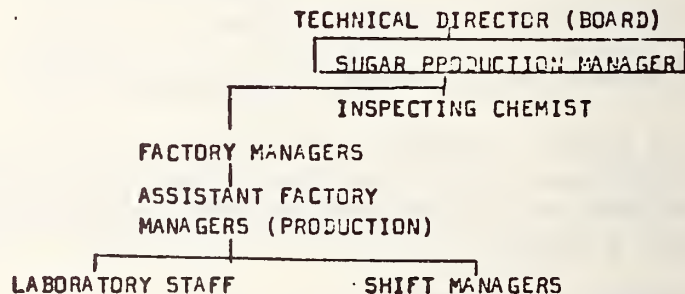 TECHNICAL DIRECTOR (BOARD)
SUGAR PRODUCTION MANAGER
INSPECTING CHEMIST
FACTORY MANAGERS
ASSISTANT FACTORY
MANAGERS (PRODUCTION)
LABORATORY STAFF SHIFT MANAGERS